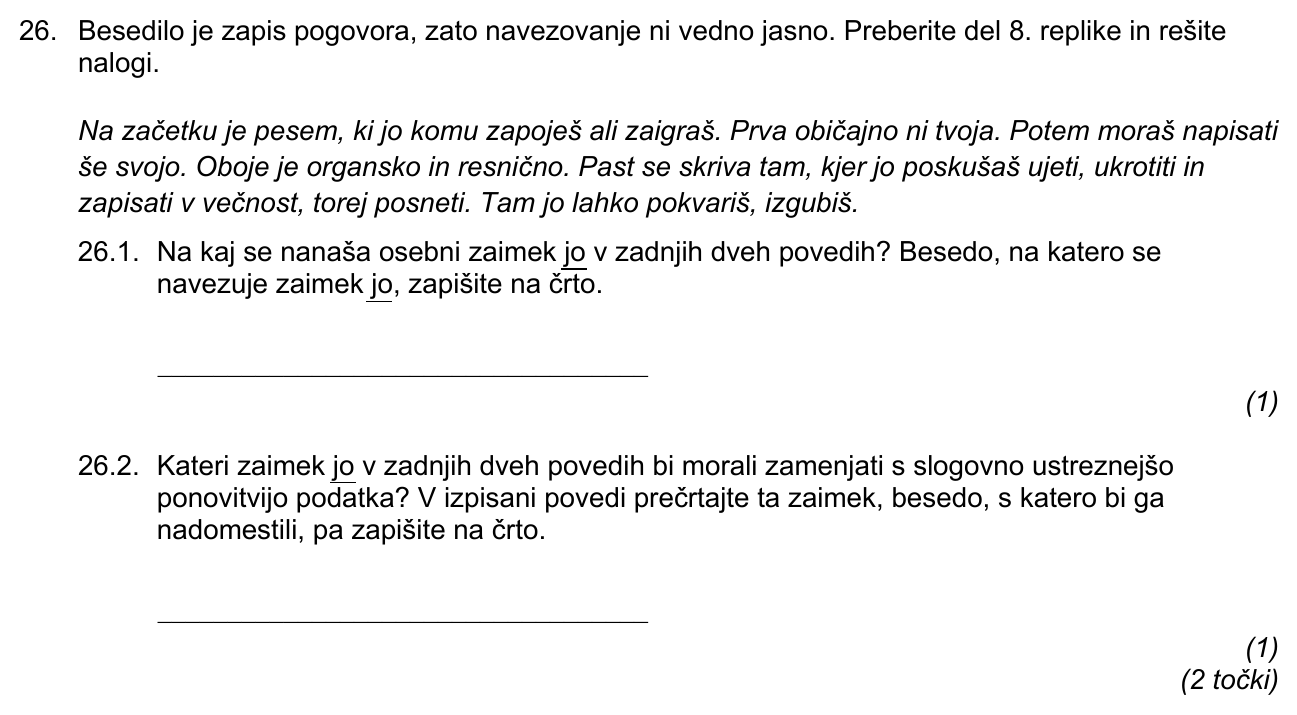 26. Besedilo je zapis pogovora, zato navezovanje ni vedno jasno. Preberite del 8. replike in rešite
nalogi.
Na začetku je pesem, ki jo komu zapoješ ali zaigraš. Prva običajno ni tvoja. Potem moraš napisati
še svojo. Oboje je organsko in resnično. Past se skriva tam, kjer jo poskušaš ujeti, ukrotiti in
zapisati v večnost, torej posneti. Tam jo lahko pokvariš, izgubiš.
26.1. Na kaj se nanaša osebni zaimek jo v zadnjih dveh povedih? Besedo, na katero se
navezuje zaimek jo, zapišite na črto.
(1)
26.2. Kateri zaimek jo v zadnjih dveh povedih bi morali zamenjati s slogovno ustreznejšo
ponovitvijo podatka? V izpisani povedi prečrtajte ta zaimek, besedo, s katero bi ga
nadomestili, pa zapišite na črto.
(1)
(2 točki)